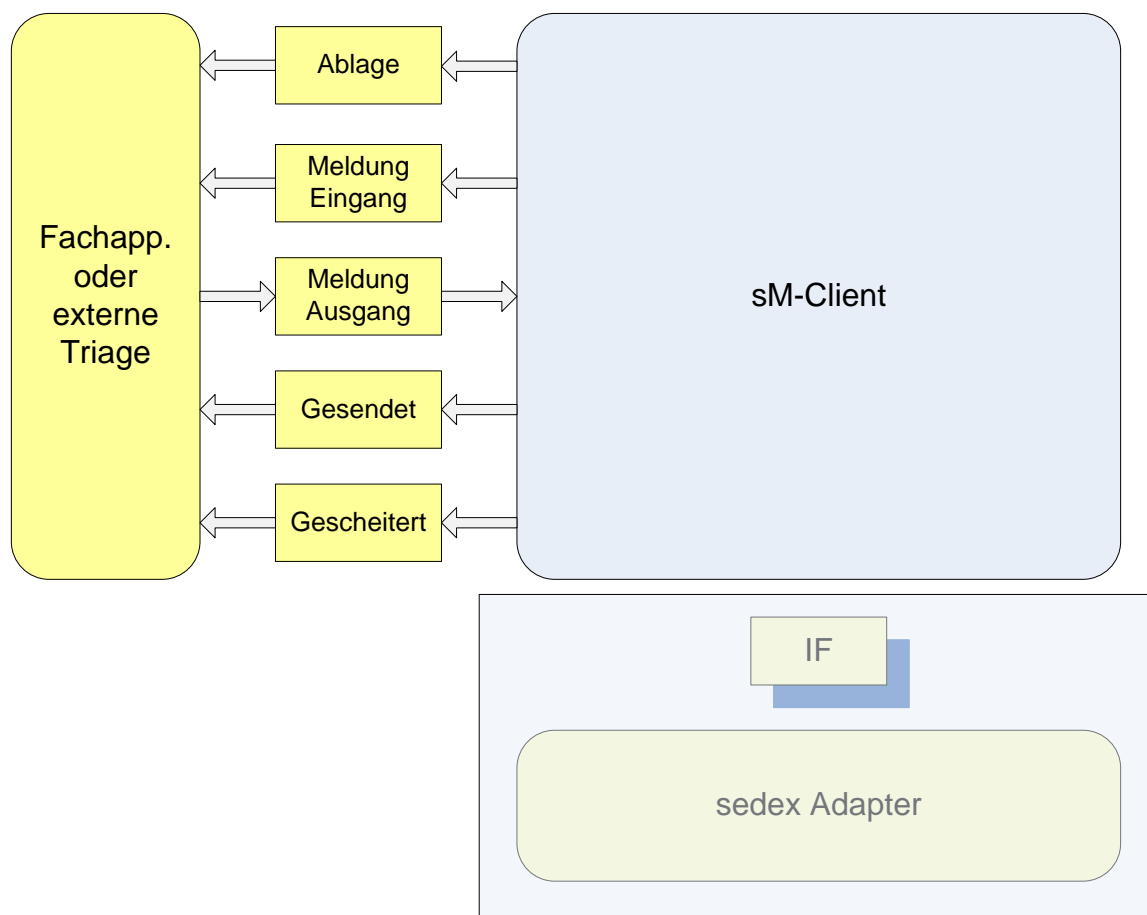 Fachapp.
oder
externe
Triage
Ablage
Meldung
Eingang
Meldung
Ausgang
Gesendet
Gescheitert
sM-Client
IF
sedex Adapter